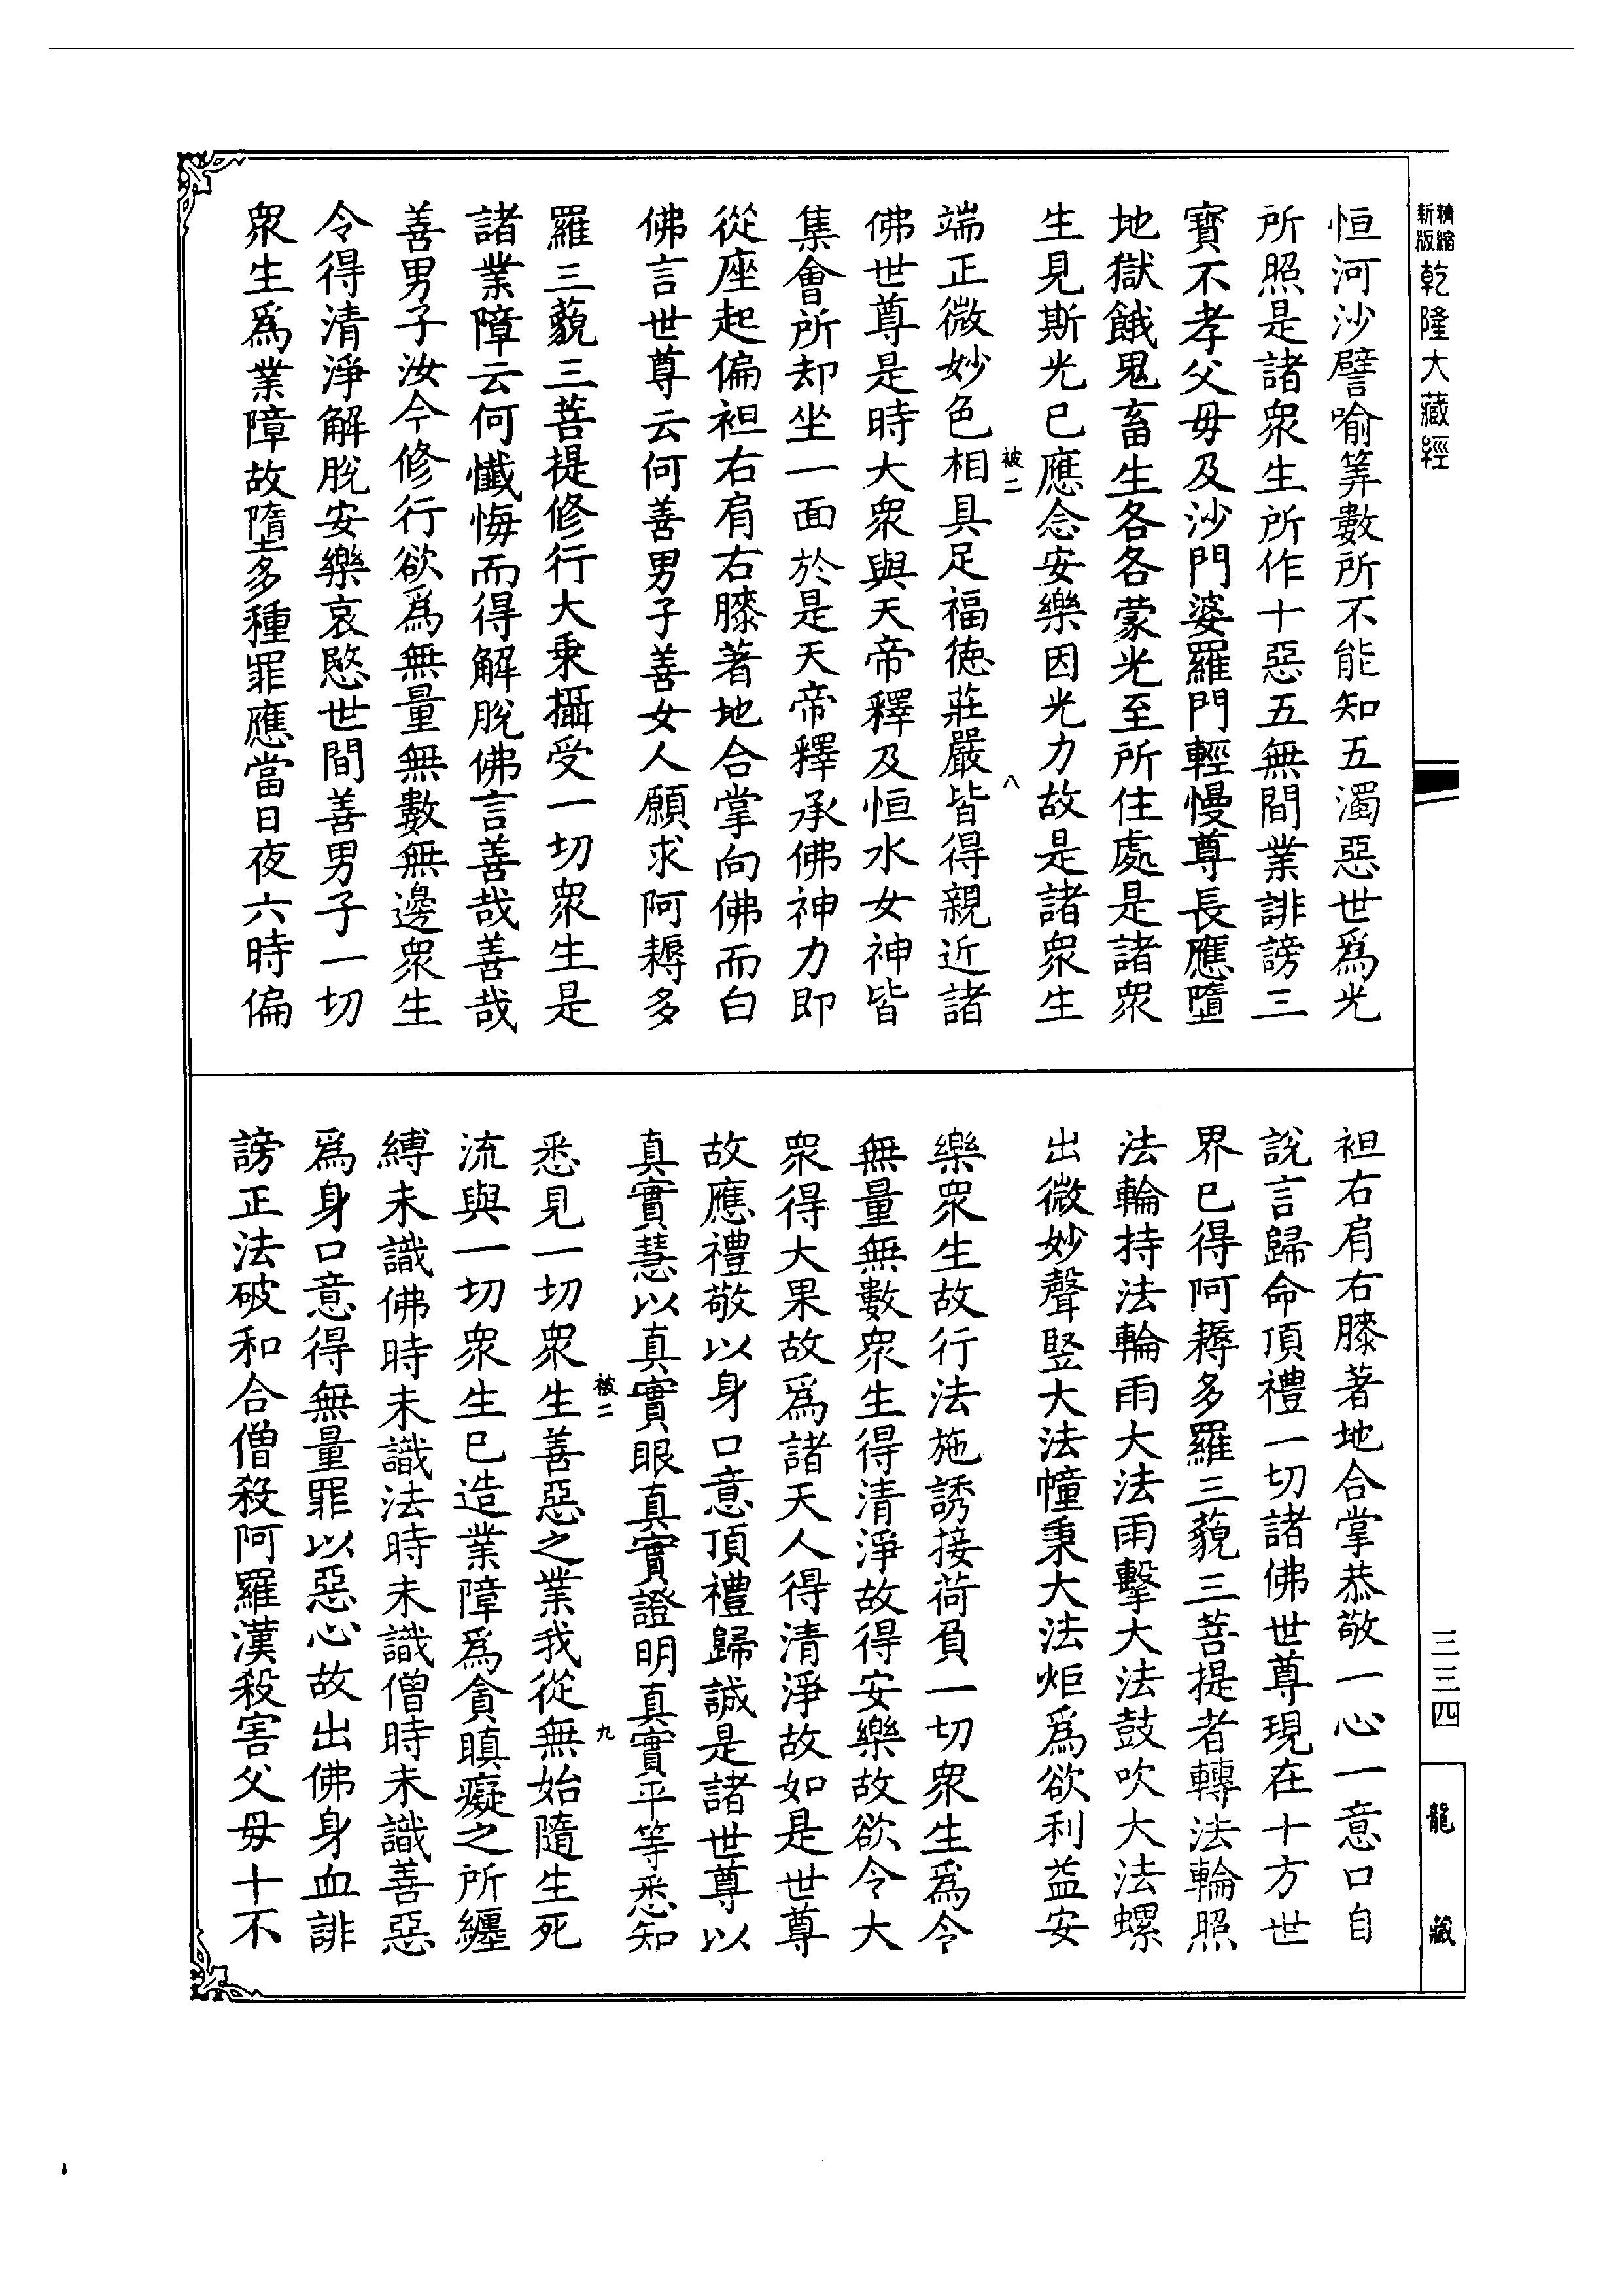 精縮新版乾隆大藏經
恒河沙譬喻筭數所不能知五濁惡世爲光
所照是諸衆生所作十惡五無間業誹謗三
寳不孝父母及沙門婆羅門輕慢尊長應墮
地獄餓鬼畜生各各蒙光至所住處是諸衆
生見斯光已應念安樂因光力故是諸衆生
被二 八
端正微妙色相具足福德莊嚴皆得親近諸
佛世尊是時大衆與天帝釋及恒水女神皆
集會所却坐一面於是天帝釋承佛神力即
從座起偏袒右肩右膝著地合掌向佛而白
佛言世尊云何善男子善女人願求阿耨多
羅三藐三菩提修行大乘攝受一切衆生是
諸業障云何懺悔而得解脫佛言善哉善哉
善男子汝今修行欲爲無量無數無邊衆生
令得清淨解脫安樂哀愍世間善男子一切
衆生爲業障故墮多種罪應當日夜六時偏
袒右肩右膝著地合掌恭敬一心一意口自
說言歸命頂禮一切諸佛世尊現在十方世
界已得阿耨多羅三藐三菩提者轉法輪照
法輪持法輪雨大法雨擊大法鼓吹大法螺
出微妙聲竪大法幢秉大法炬爲欲利益安
樂衆生故行法施誘接荷負一切衆生爲令
無量無數衆生得清淨故得安樂故欲令大
衆得大果故爲諸天人得清淨故如是世尊
故應禮敬以身口意頂禮歸誠是諸世尊以
真實慧以真實眼真實證明真實平等悉知
被二 九
悉見一切衆生善惡之業我從無始隨生死
流與一切衆生已造業障爲貪瞋癡之所纏
縛未識佛時未識法時未識僧時未識善惡
爲身口意得無量罪以惡心故出佛身血誹
謗正法破和合僧殺阿羅漢殺害父母十不
三三四
龍藏